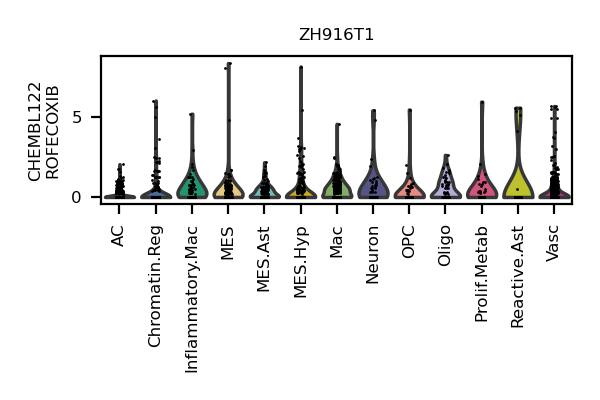 ZH916T1
CHEMBL122
ROFECOXIB
5
0
AC
Chromatin.Reg
Inflammatory.Mac
MES
MES.Ast
MES.Hyp
Mac
Neuron
OPC
Oligo
Prolif.Metab
Reactive.Ast
Vasc